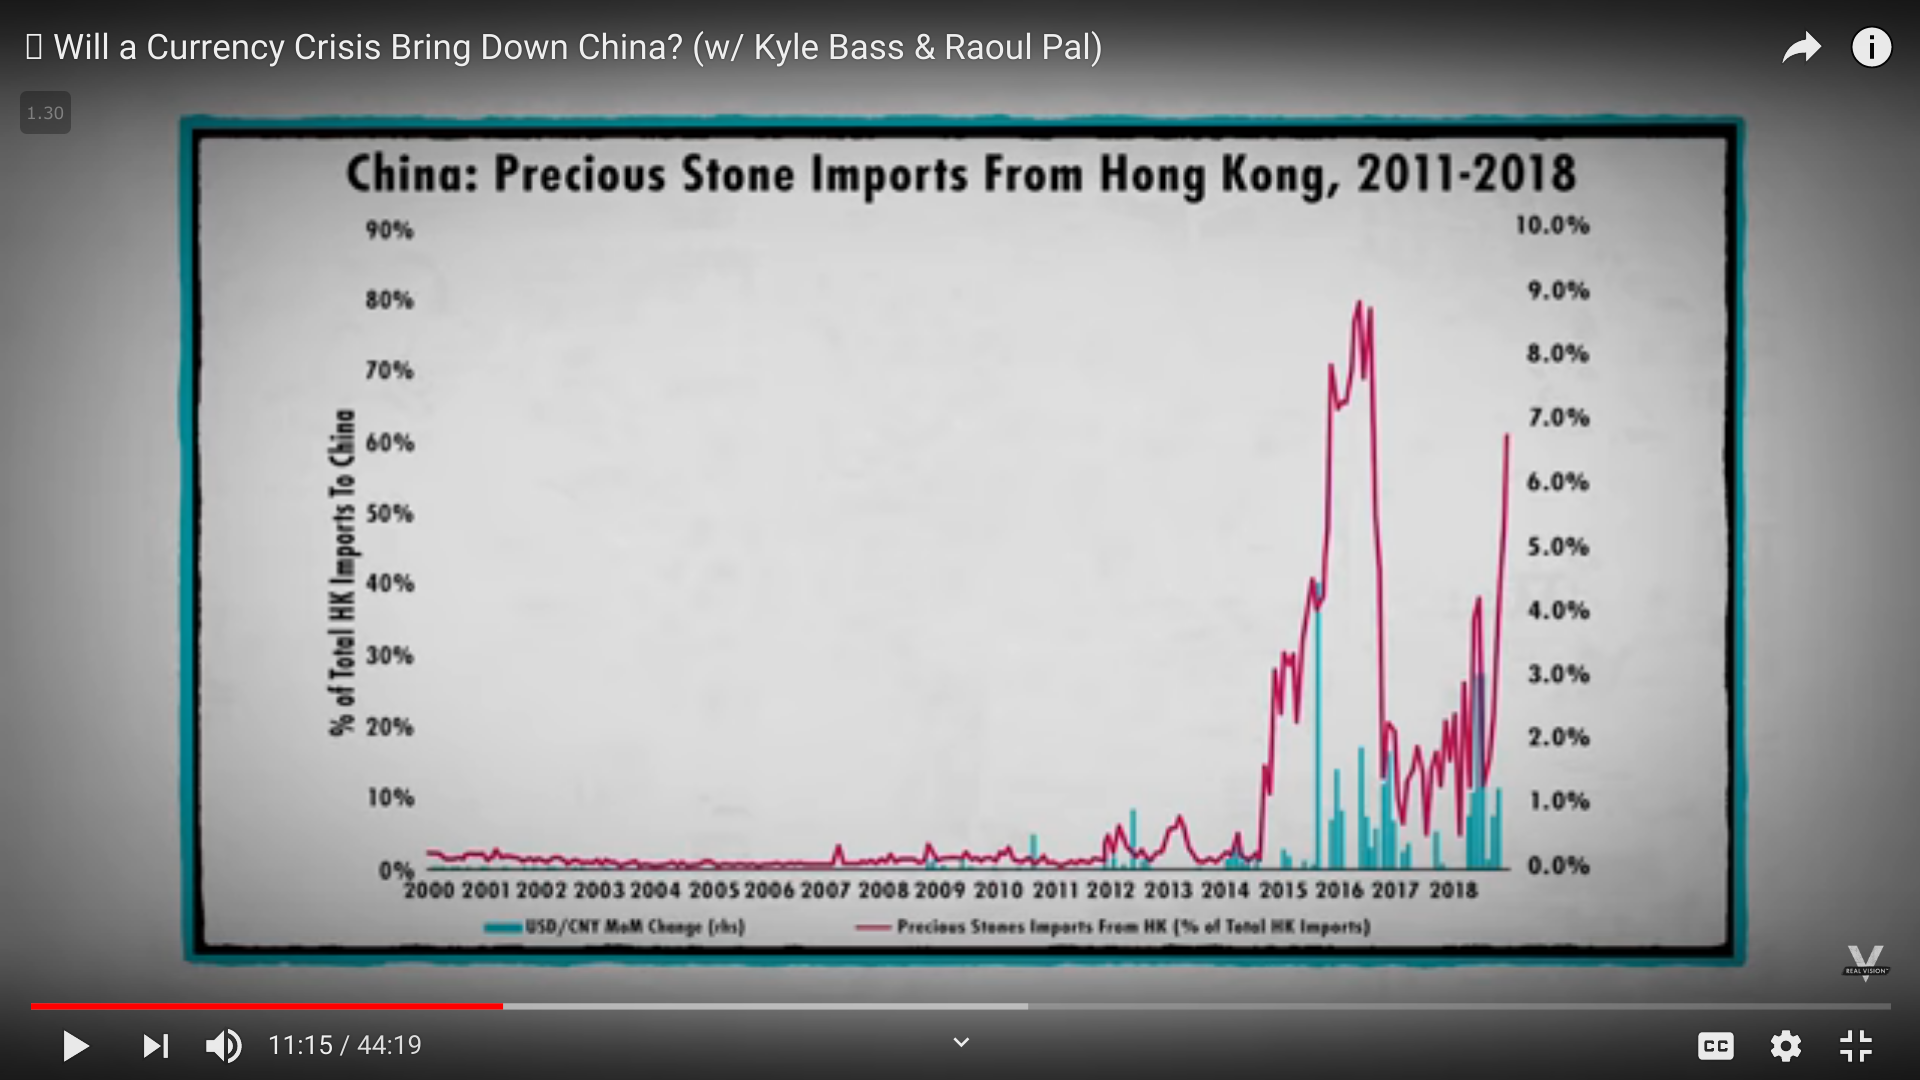 ▯ Will a Currency Crisis Bring Down China? (w/ Kyle Bass & Raoul Pal)
1.30
China: Precious Stone Imports From Hong Kong, 2011-2018
90%
80%
70%
60%
50%
40%
30%
20%
10%
0%
% of Total HK Imports To China
10.0%
9.0%
8.0%
7.0%
6.0%
5.0%
4.0%
3.0%
2.0%
1.0%
0.0%
2000 2001 2002 2003 2004 2005 2006 2007 2008 2009 2010 2011 2012 2013 2014 2015 2016 2017 2018
USD/CNY MoM Change (rhs) Precious Stones Imports From HK (% of Total HK Imports)
V
REAL VISION
11:15 / 44:19
CC